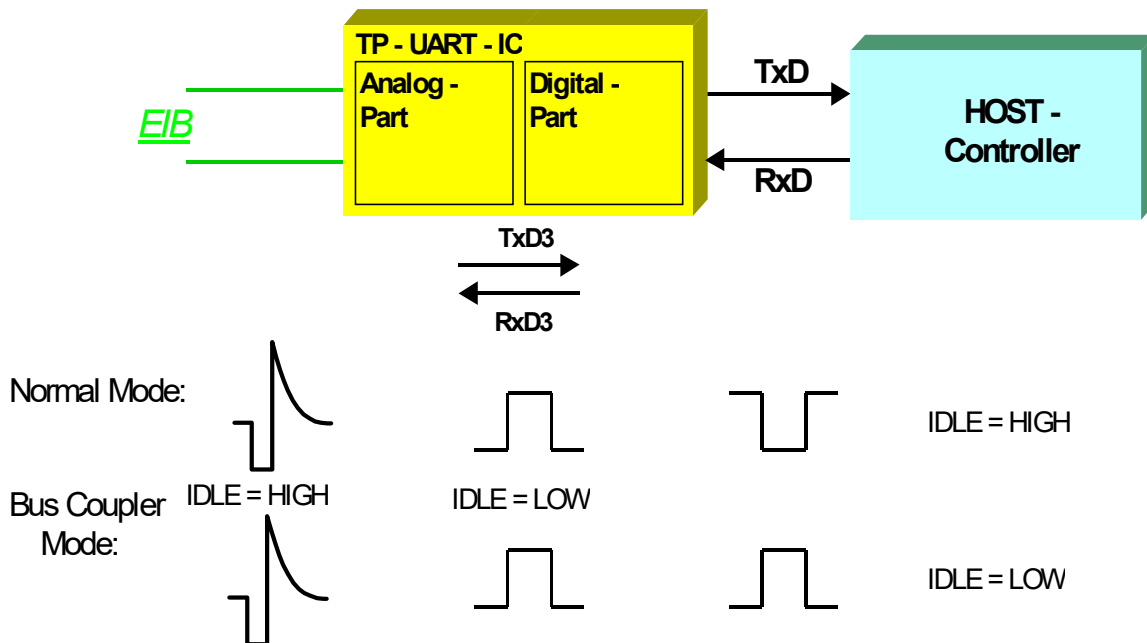 TP - UART - IC
Analog -
Part
Digital -
Part
EIB
TxD
RxD
HOST -
Controller
TxD3
RxD3
Normal Mode:
IDLE = HIGH
IDLE = HIGH
IDLE = LOW
Bus Coupler
Mode:
IDLE = LOW